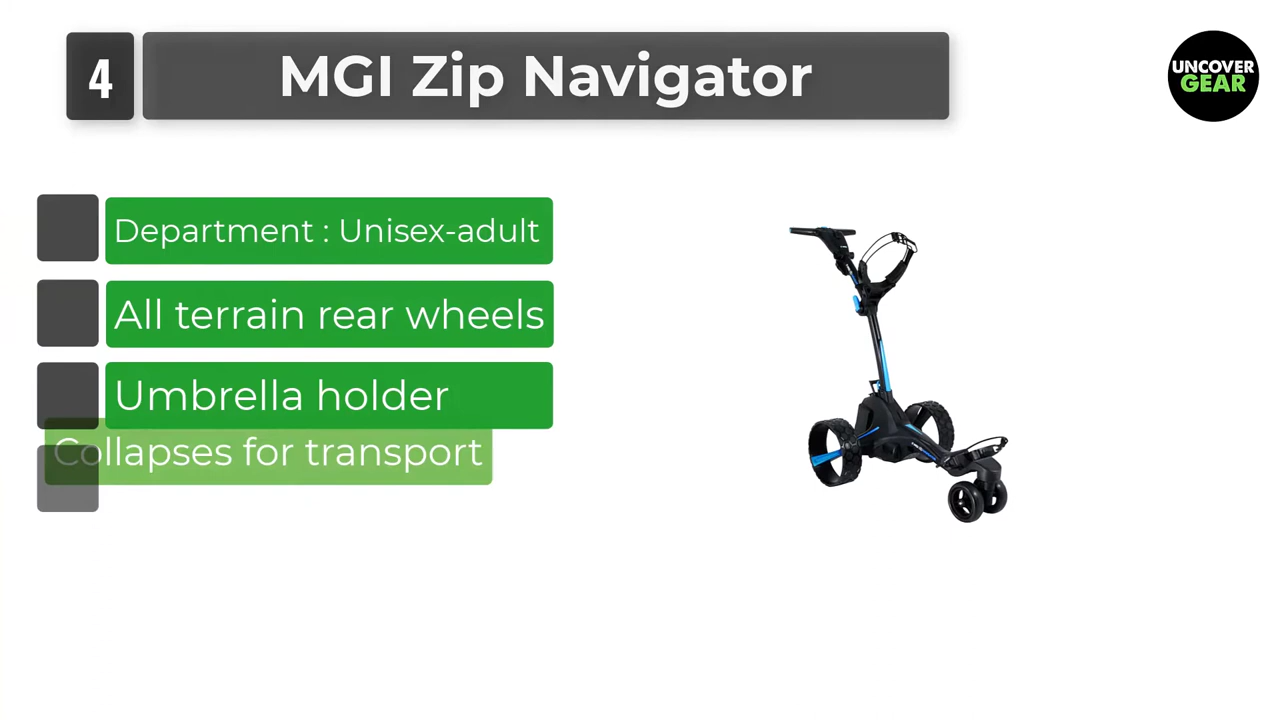 4
MGI Zip Navigator
UNCOVER
GEAR
Department : Unisex-adult
All terrain rear wheels
Umbrella holder
Collapses for transport